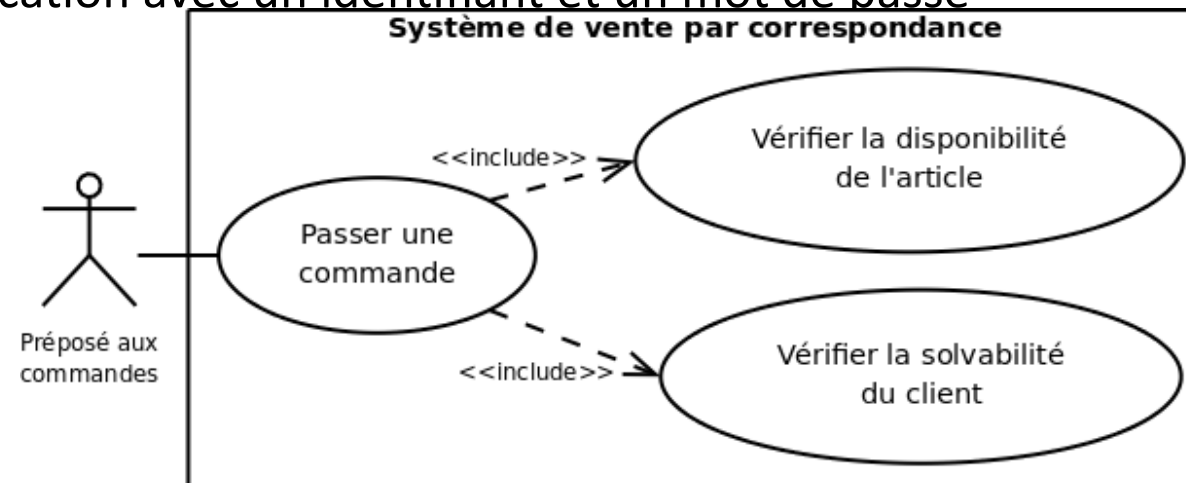 cation avec un identifiant et un mot de passe
Système de vente par correspondance
Vérifier la disponibilité
de l'article
<<include>>
Passer une
commande
Préposé aux
commandes
<<include>>
Vérifier la solvabilité
du client